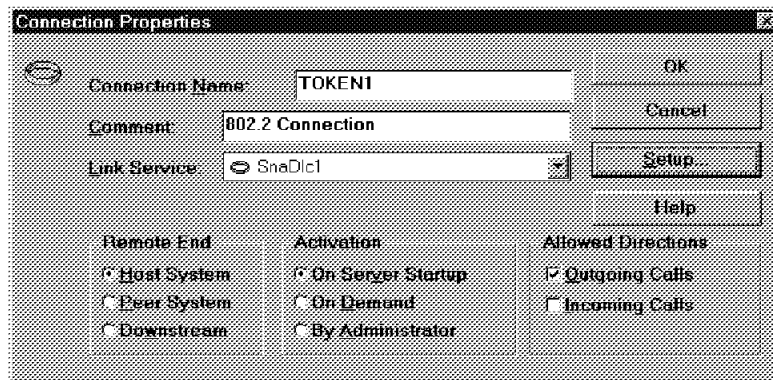 Connection Properties
Connection Name: TOKEN1
OK
Comment: 802.2 Connection
Cancel
Link Service: SnaDlc1
Setup...
Help
Remote End
Host System
Peer System
Downstream
Activation
On Server Startup
On Demand
By Administrator
Allowed Directions
Outgoing Calls
Incoming Calls